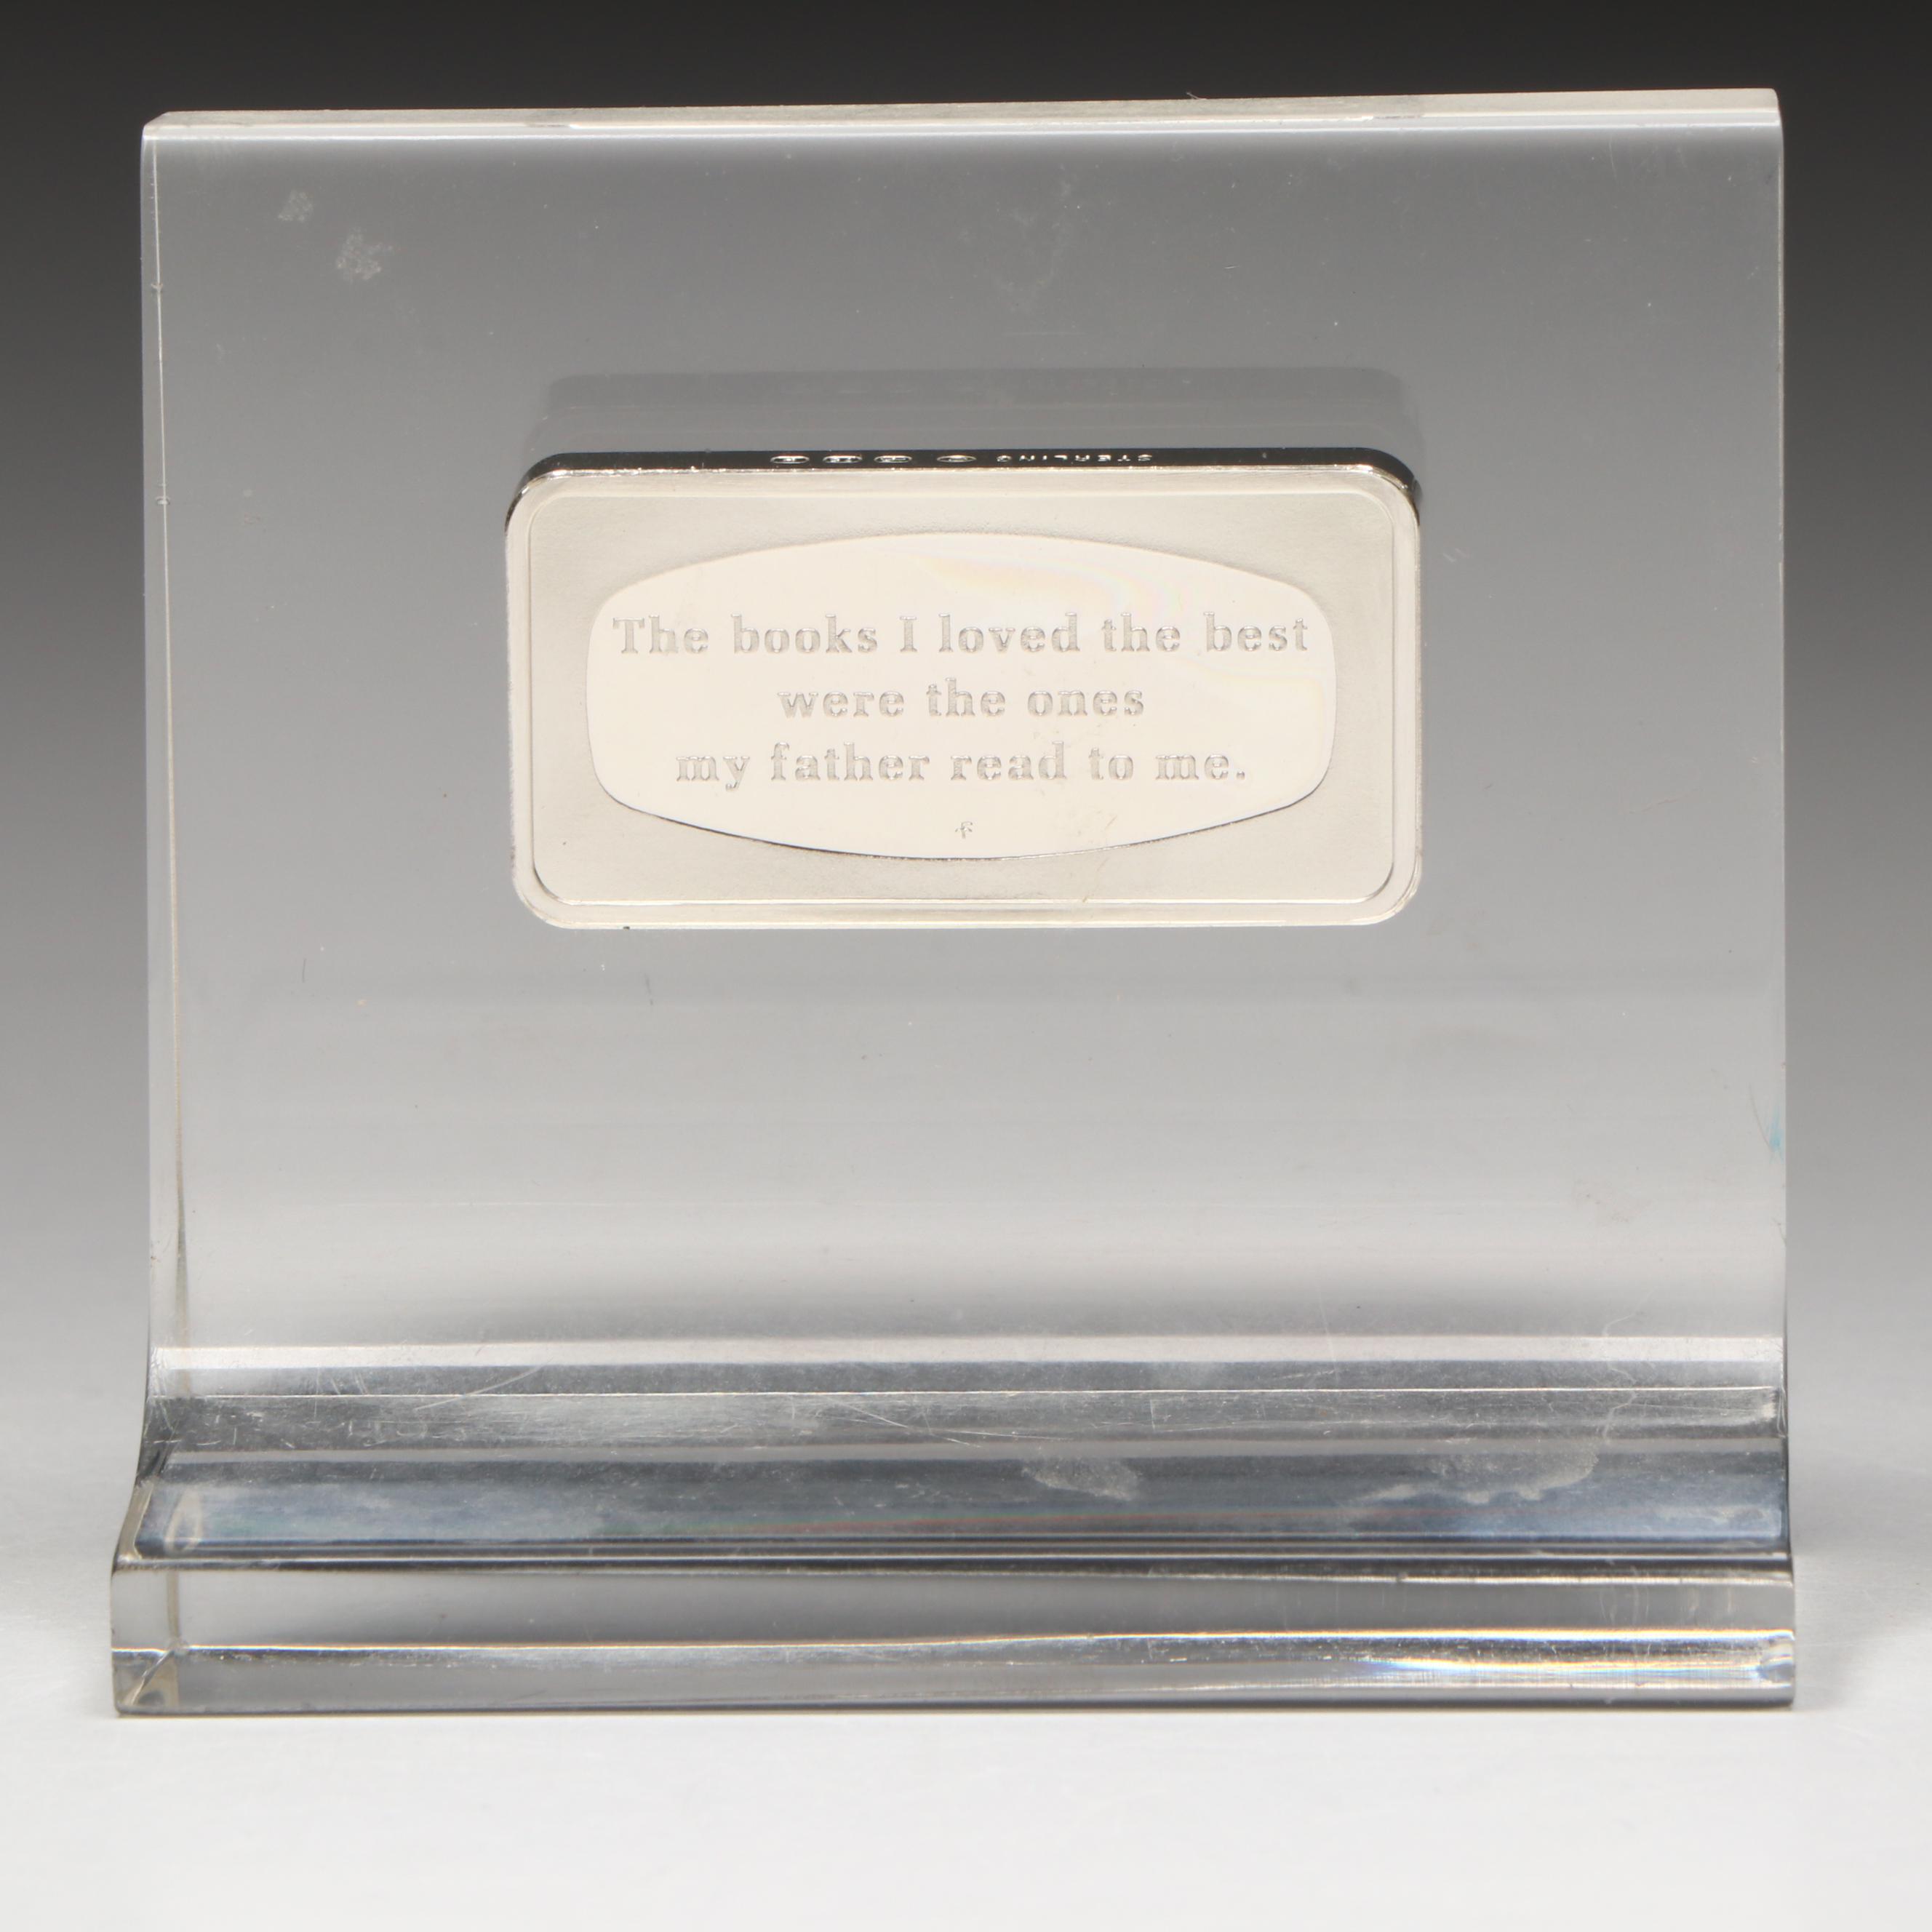 STERLING
The books I loved the best
were the ones
my father read to me.